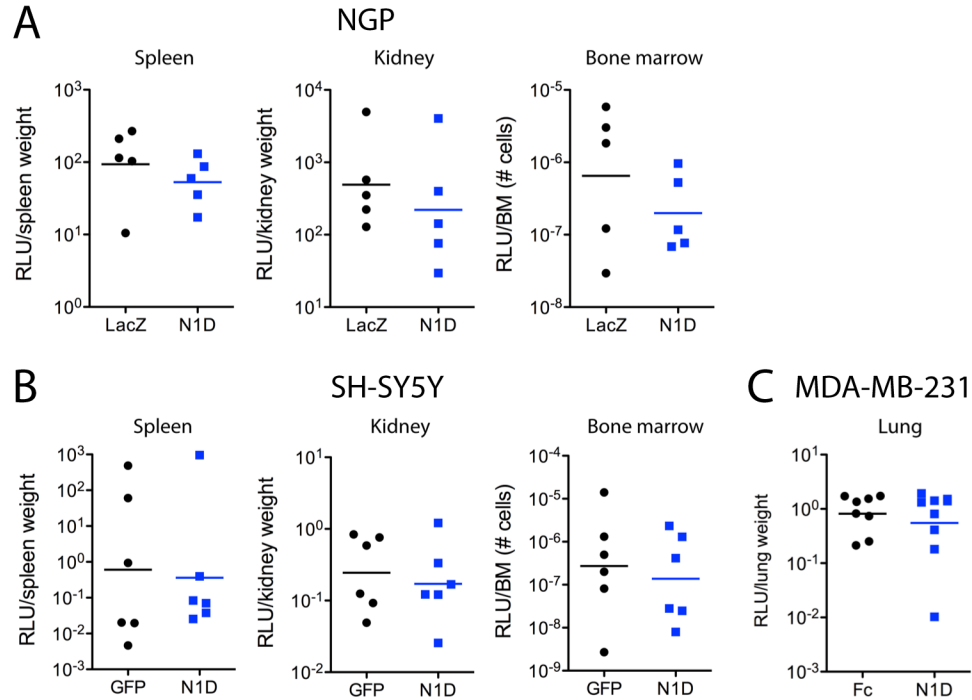 A
NGP
Spleen
Kidney
Bone marrow
RLU/spleen weight
10³
10²
10¹
10⁰
LacZ
N1D
RLU/kidney weight
10⁴
10³
10²
10¹
LacZ
N1D
RLU/BM (# cells)
10⁻⁵
10⁻⁶
10⁻⁷
10⁻⁸
LacZ
N1D
B
SH-SY5Y
Spleen
Kidney
Bone marrow
RLU/spleen weight
10³
10²
10¹
10⁰
10⁻¹
10⁻²
10⁻³
GFP
N1D
RLU/kidney weight
10¹
10⁰
10⁻¹
10⁻²
GFP
N1D
RLU/BM (# cells)
10⁻⁴
10⁻⁵
10⁻⁶
10⁻⁷
10⁻⁸
10⁻⁹
GFP
N1D
C
MDA-MB-231
Lung
RLU/lung weight
10¹
10⁰
10⁻¹
10⁻²
10⁻³
Fc
N1D